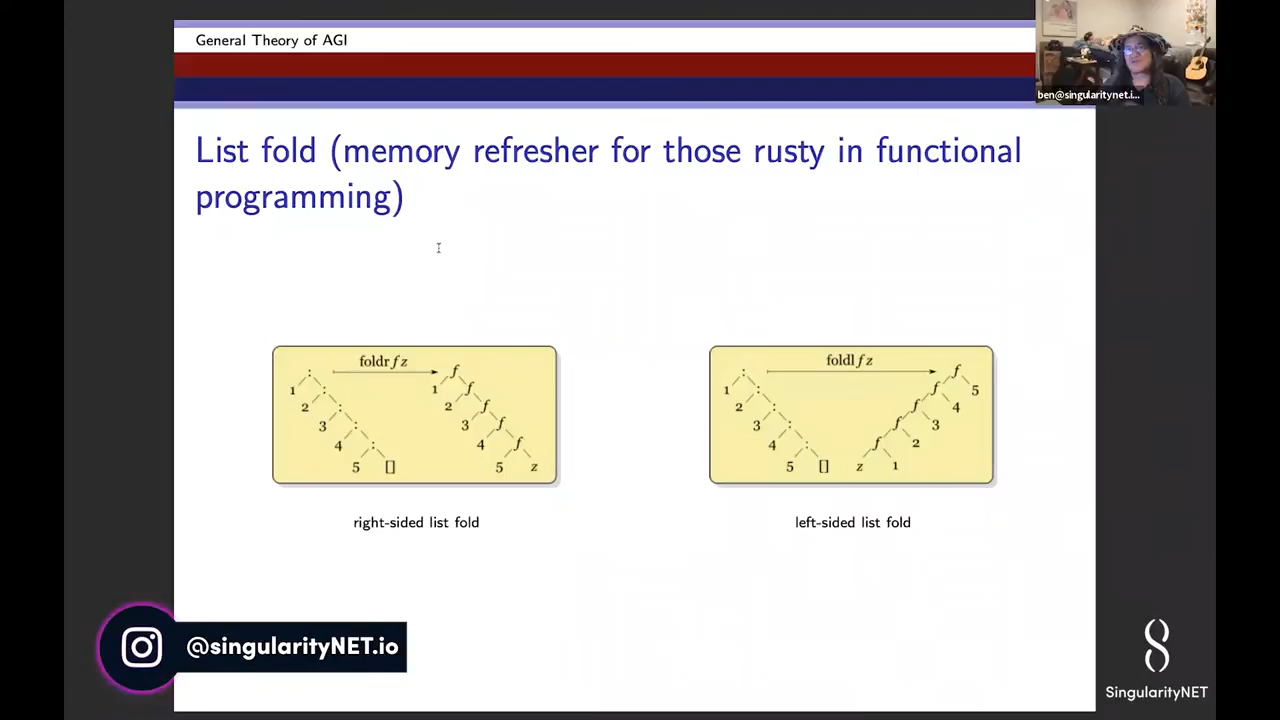 General Theory of AGI
ben@singularitynet.i...
List fold (memory refresher for those rusty in functional
programming)
foldr f z
: 1 : 2 : 3 : 4 : 5 []
f 1 f 2 f 3 f 4 f 5 z
right-sided list fold
foldl f z
: 1 : 2 : 3 : 4 : 5 []
f 5 f 4 f 3 f 2 f z 1
left-sided list fold
@singularityNET.io
SingularityNET